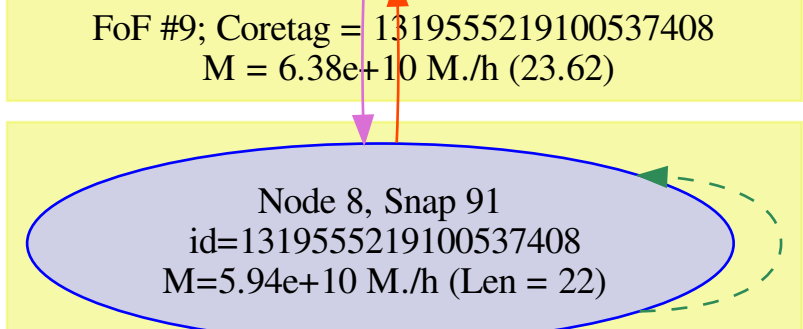 FoF #9; Coretag = 1319555219100537408
M = 6.38e+10 M./h (23.62)
Node 8, Snap 91
id=1319555219100537408
M=5.94e+10 M./h (Len = 22)